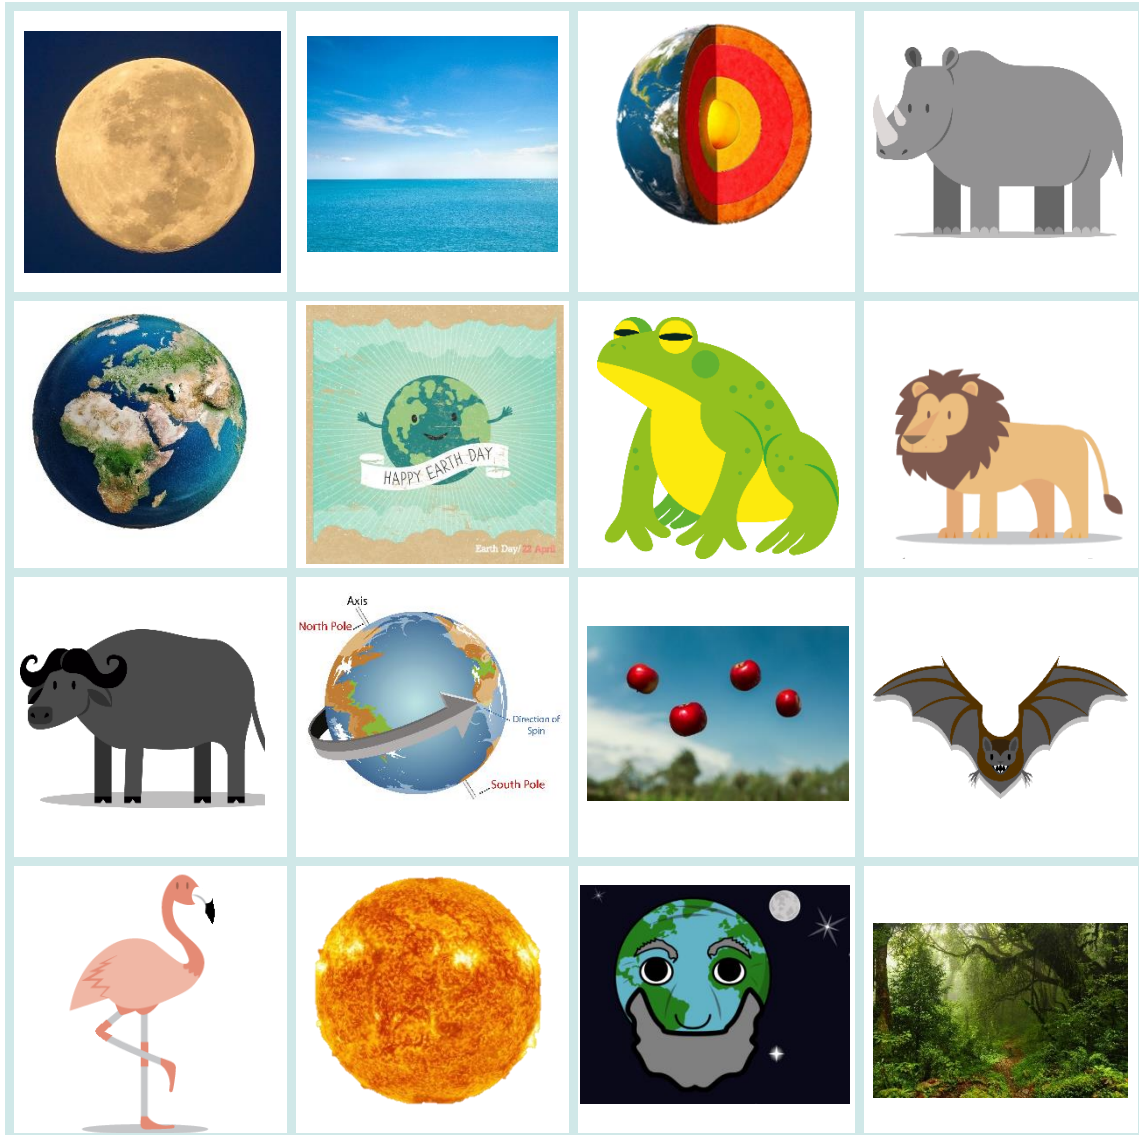 HAPPY EARTH DAY
Earth Day/22 April
Axis
North Pole
Direction of
Spin
South Pole